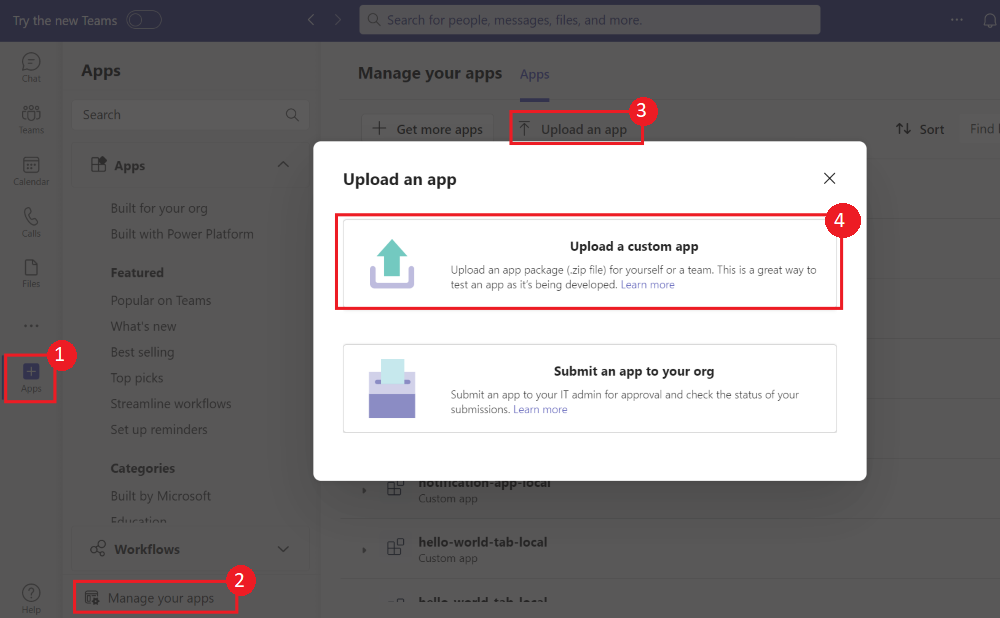 Try the new Teams
Search for people, messages, files, and more.
Chat
Teams
Calendar
Calls
Files
1
Apps
Help
Apps
Search
Apps
Built for your org
Built with Power Platform
Featured
Popular on Teams
What's new
Best selling
Top picks
Streamline workflows
Set up reminders
Categories
Built by Microsoft
Education
Workflows
2
Manage your apps
Manage your apps Apps
3
Get more apps Upload an app Sort Find
Upload an app
4
Upload a custom app
Upload an app package (.zip file) for yourself or a team. This is a great way to
test an app as it's being developed. Learn more
Submit an app to your org
Submit an app to your IT admin for approval and check the status of your
submissions. Learn more
notification-app-local
Custom app
hello-world-tab-local
Custom app
hello-world-tab-local